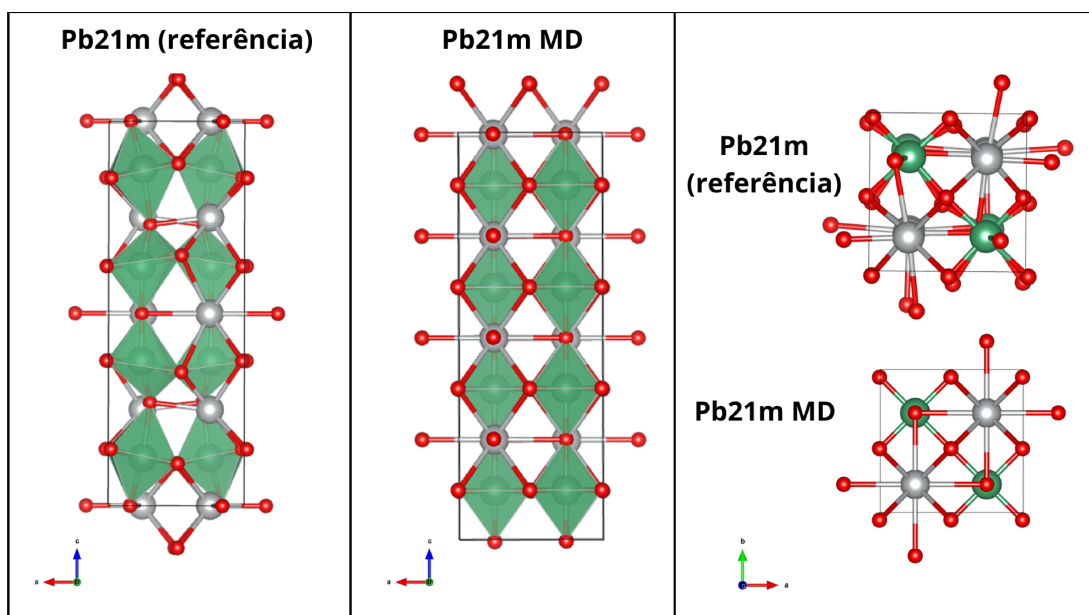 Pb21m (referência)
Pb21m MD
Pb21m
(referência)
Pb21m MD
c
a
c
a
b
a